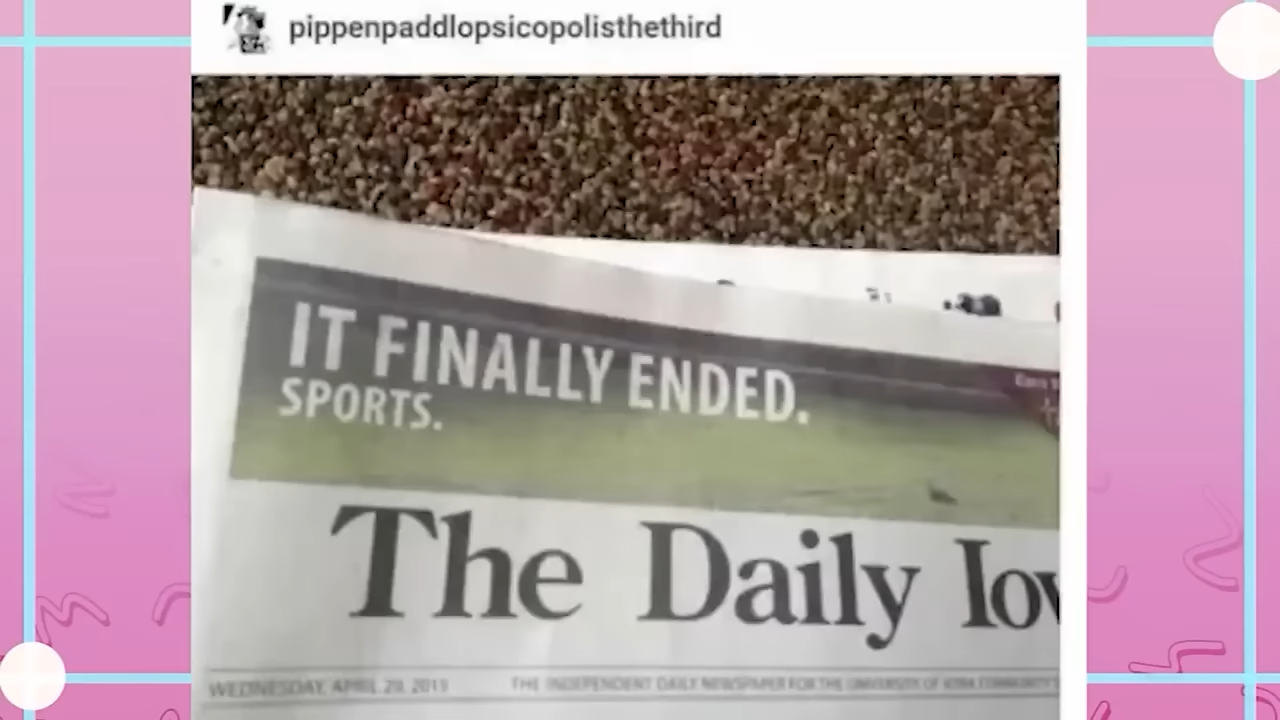 pippenpaddlopsicopolisthethird
IT FINALLY ENDED.
SPORTS.
The Daily Iow
WEDNESDAY, APRIL 29, 2015
THE INDEPENDENT DAILY NEWSPAPER FOR THE UNIVERSITY OF IOWA COMMUNITY